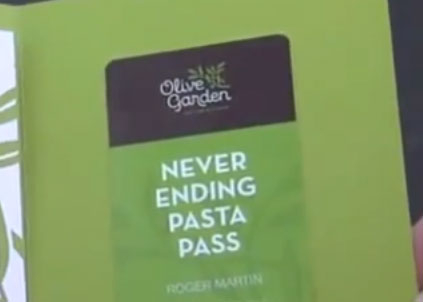 Olive
Garden
NEVER
ENDING
PASTA
PASS
ROGER MARTIN